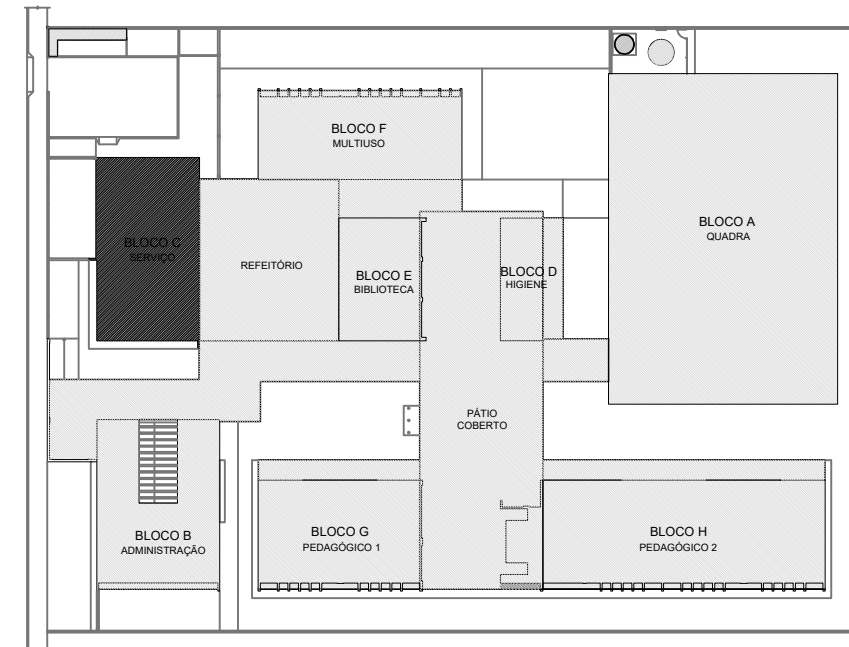 BLOCO F
MULTIUSO
BLOCO A
QUADRA
BLOCO C
SERVIÇO
REFEITÓRIO
BLOCO E
BIBLIOTECA
BLOCO D
HIGIENE
PÁTIO
COBERTO
BLOCO B
ADMINISTRAÇÃO
BLOCO G
PEDAGÓGICO 1
BLOCO H
PEDAGÓGICO 2